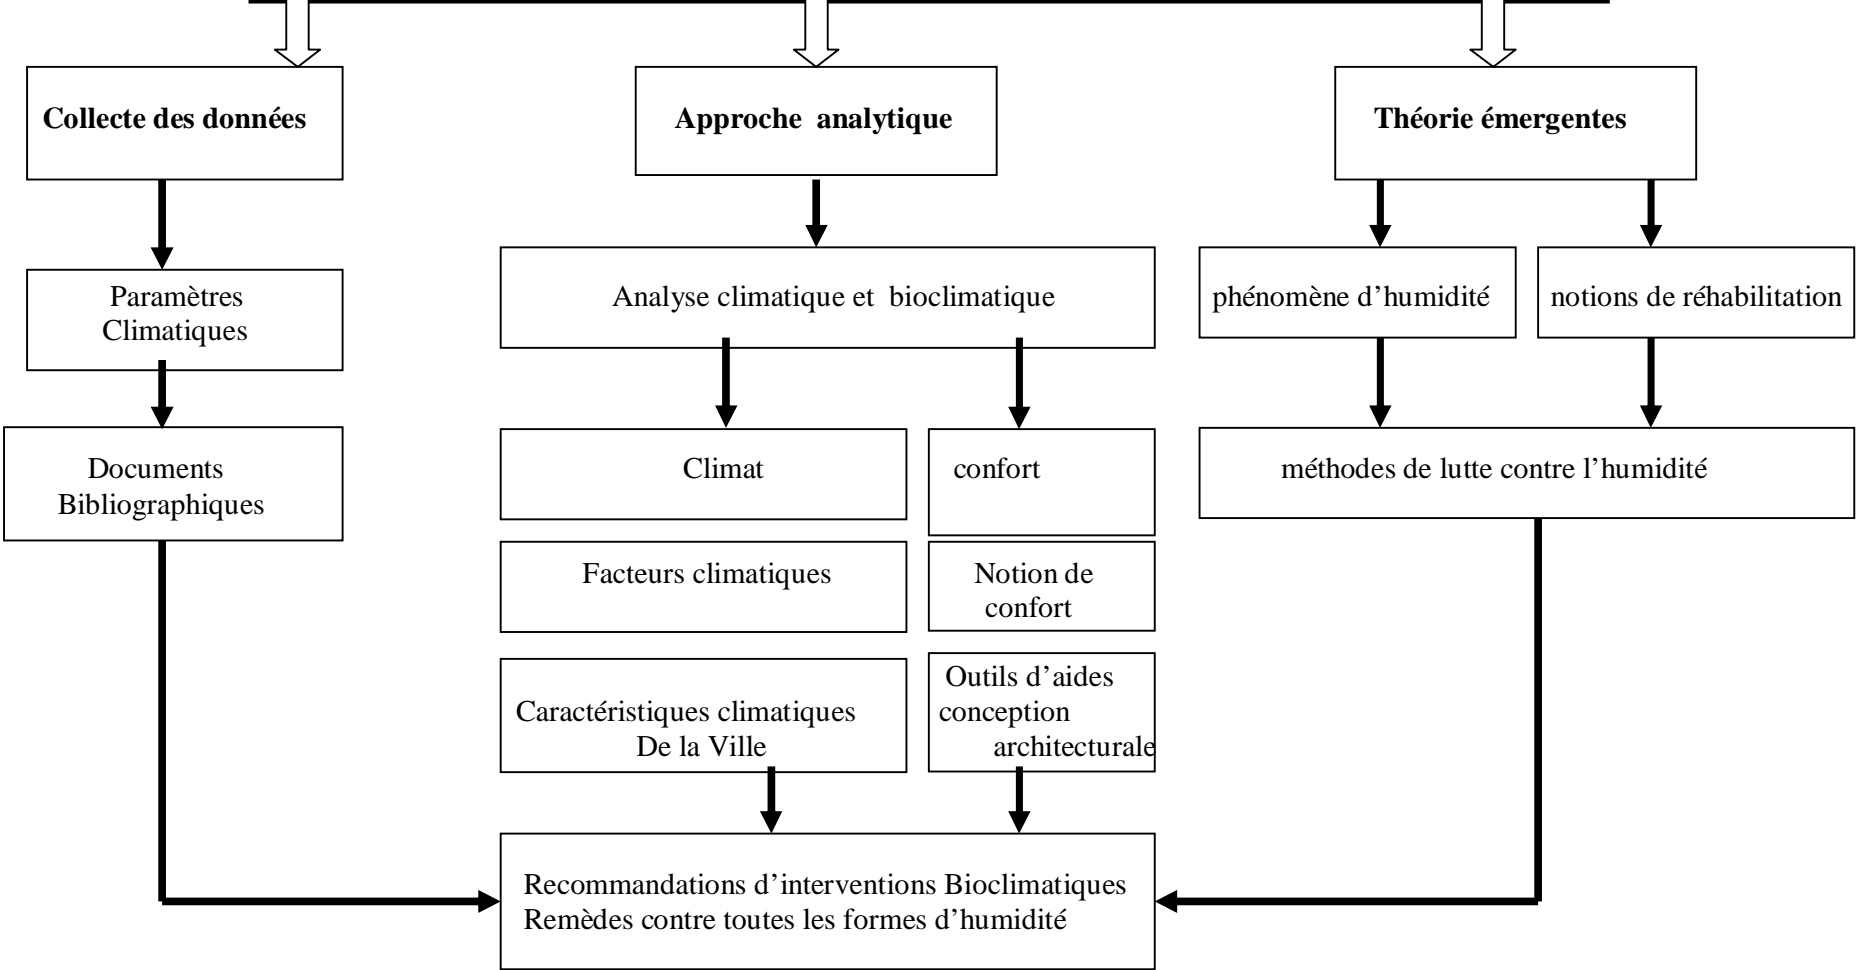 Collecte des données
Approche analytique
Théorie émergentes
Paramètres
Climatiques
Analyse climatique et bioclimatique
phénomène d’humidité
notions de réhabilitation
Documents
Bibliographiques
Climat
confort
méthodes de lutte contre l’humidité
Facteurs climatiques
Notion de
confort
Caractéristiques climatiques
De la Ville
Outils d’aides
conception
architecturale
Recommandations d’interventions Bioclimatiques
Remèdes contre toutes les formes d’humidité